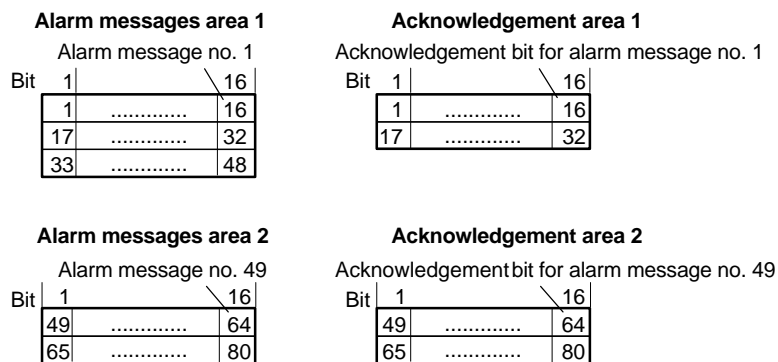 Alarm messages area 1
Alarm message no. 1
Bit 1 16
1 ............. 16
17 ............. 32
33 ............. 48
Acknowledgement area 1
Acknowledgement bit for alarm message no. 1
Bit 1 16
1 ............. 16
17 ............. 32
Alarm messages area 2
Alarm message no. 49
Bit 1 16
49 ............. 64
65 ............. 80
Acknowledgement area 2
Acknowledgement bit for alarm message no. 49
Bit 1 16
49 ............. 64
65 ............. 80